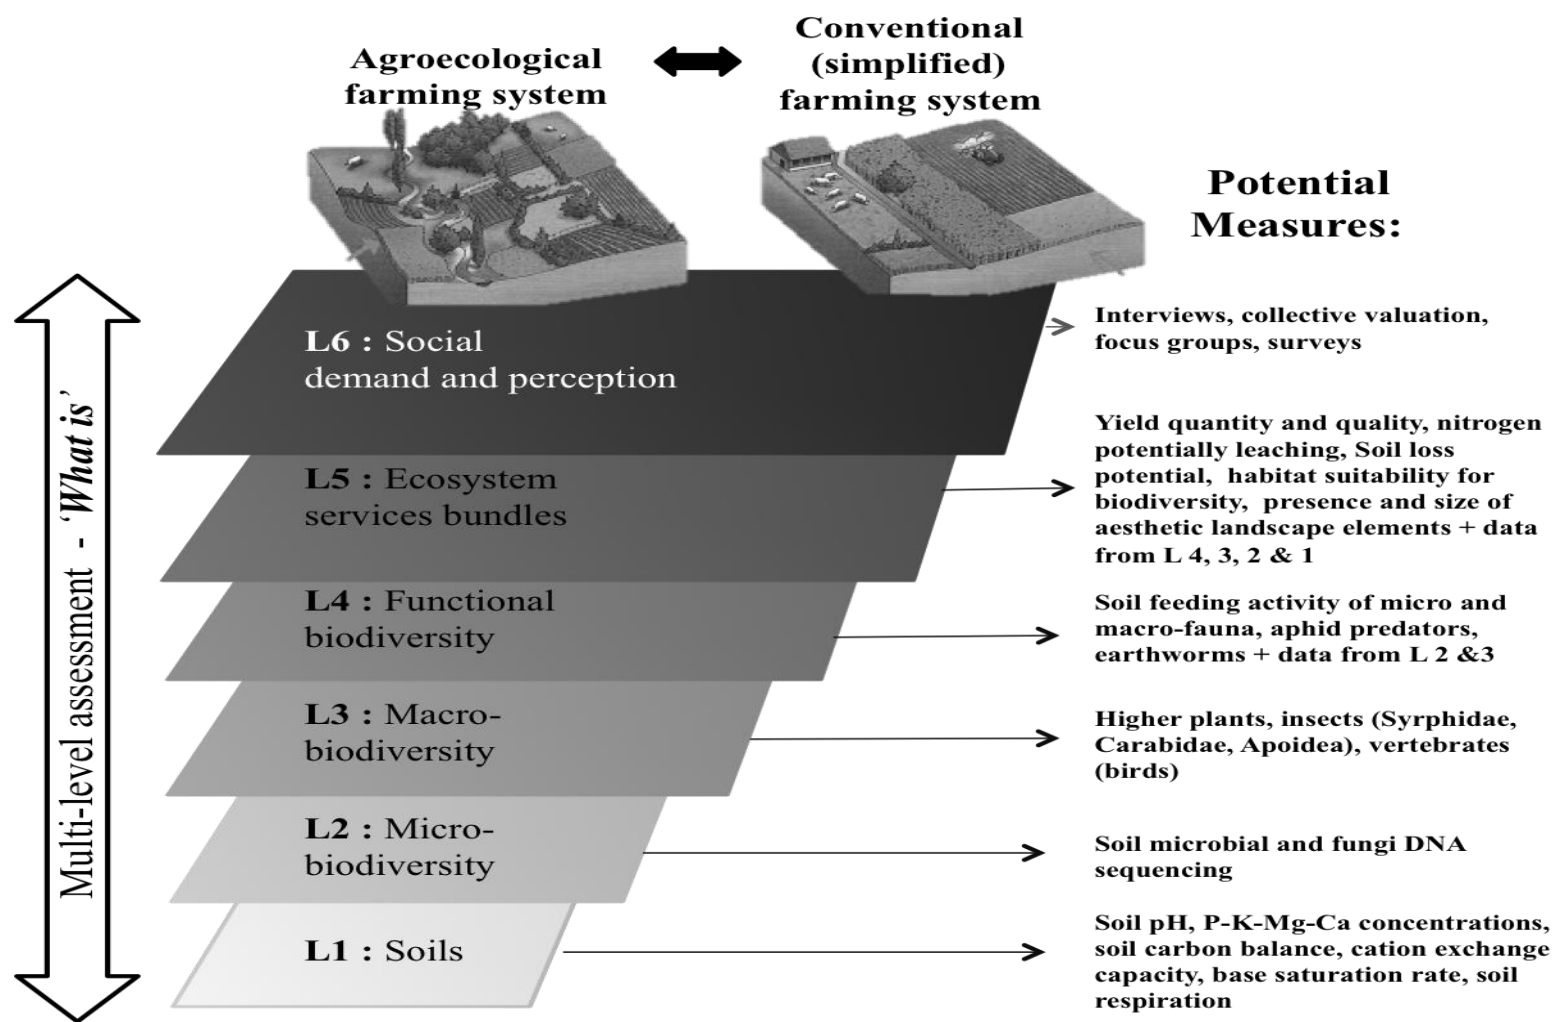 Agroecological
farming system
Conventional
(simplified)
farming system
Potential
Measures:
Multi-level assessment - ‘What is’
L6 : Social
demand and perception
Interviews, collective valuation,
focus groups, surveys
L5 : Ecosystem
services bundles
Yield quantity and quality, nitrogen
potentially leaching, Soil loss
potential, habitat suitability for
biodiversity, presence and size of
aesthetic landscape elements + data
from L 4, 3, 2 & 1
L4 : Functional
biodiversity
Soil feeding activity of micro and
macro-fauna, aphid predators,
earthworms + data from L 2 &3
L3 : Macro-
biodiversity
Higher plants, insects (Syrphidae,
Carabidae, Apoidea), vertebrates
(birds)
L2 : Micro-
biodiversity
Soil microbial and fungi DNA
sequencing
L1 : Soils
Soil pH, P-K-Mg-Ca concentrations,
soil carbon balance, cation exchange
capacity, base saturation rate, soil
respiration